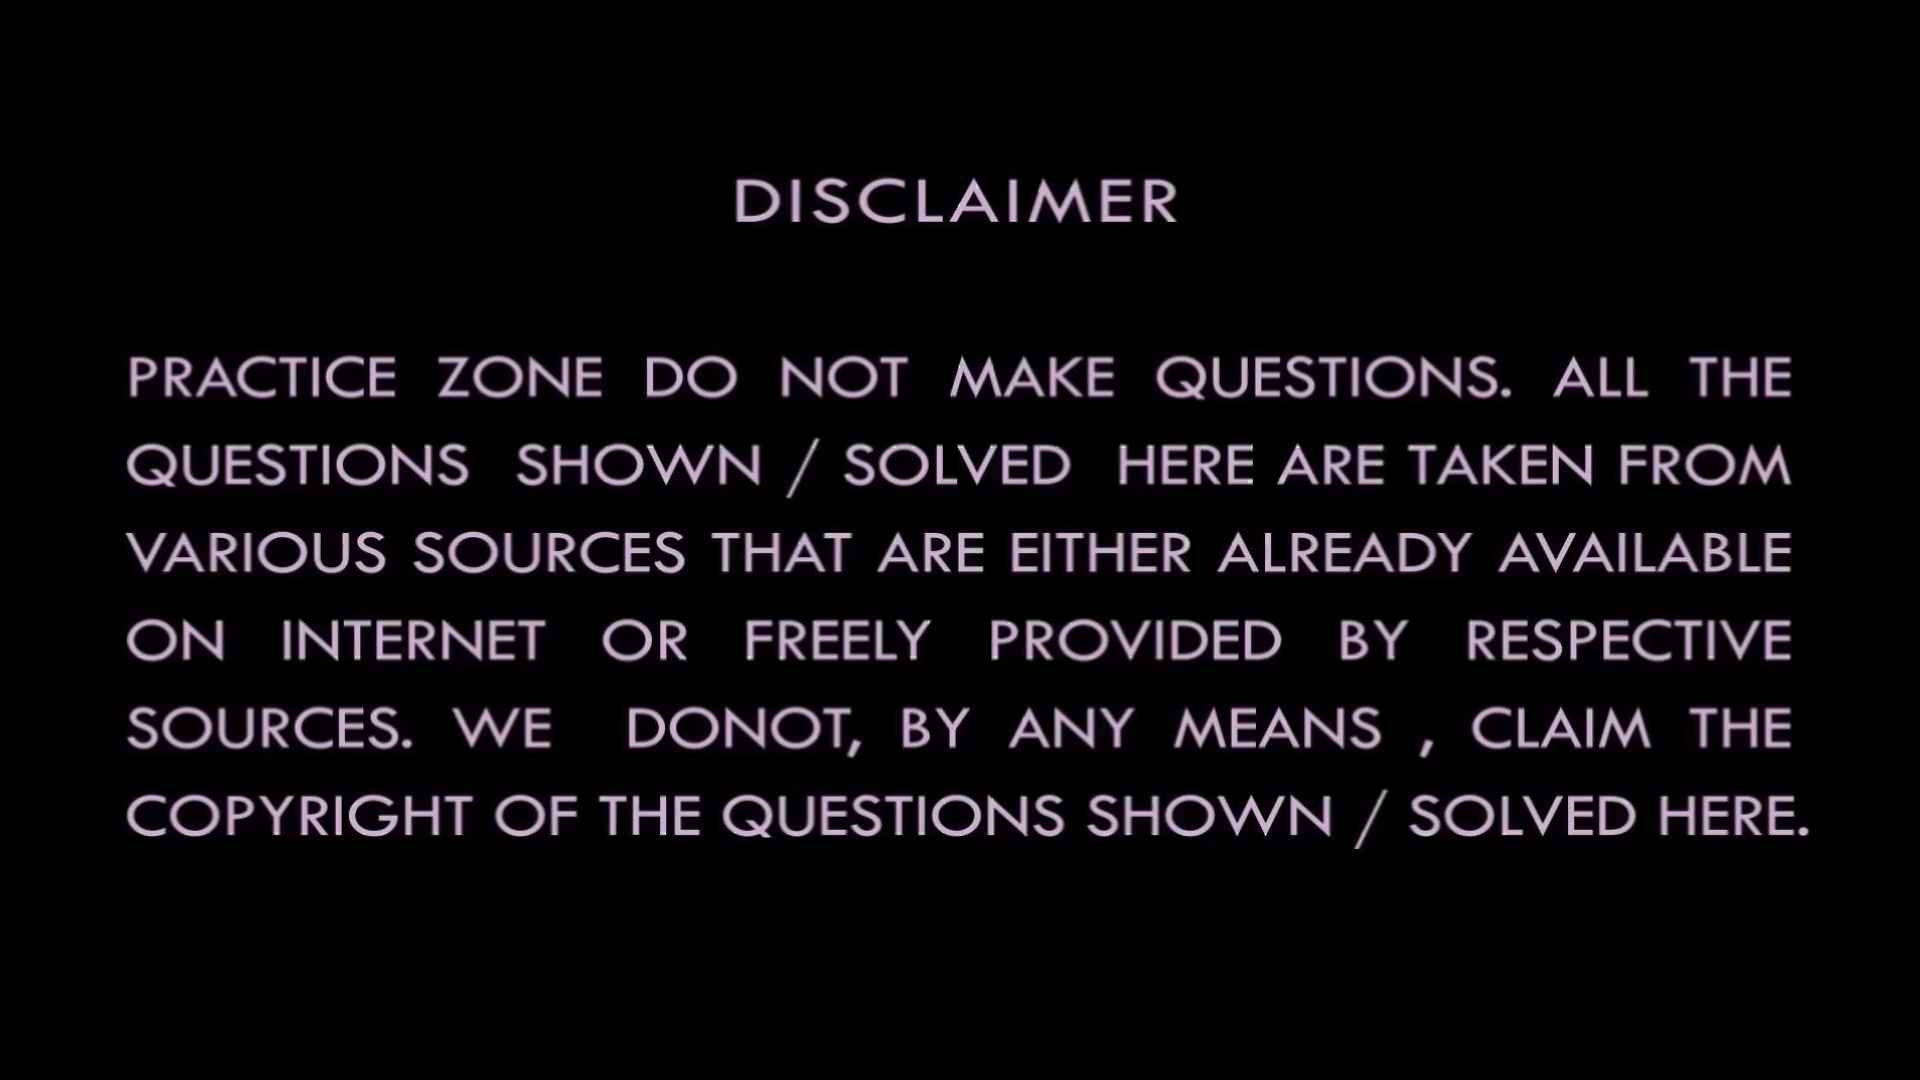 DISCLAIMER
PRACTICE ZONE DO NOT MAKE QUESTIONS. ALL THE
QUESTIONS SHOWN / SOLVED HERE ARE TAKEN FROM
VARIOUS SOURCES THAT ARE EITHER ALREADY AVAILABLE
ON INTERNET OR FREELY PROVIDED BY RESPECTIVE
SOURCES. WE DONOT, BY ANY MEANS , CLAIM THE
COPYRIGHT OF THE QUESTIONS SHOWN / SOLVED HERE.